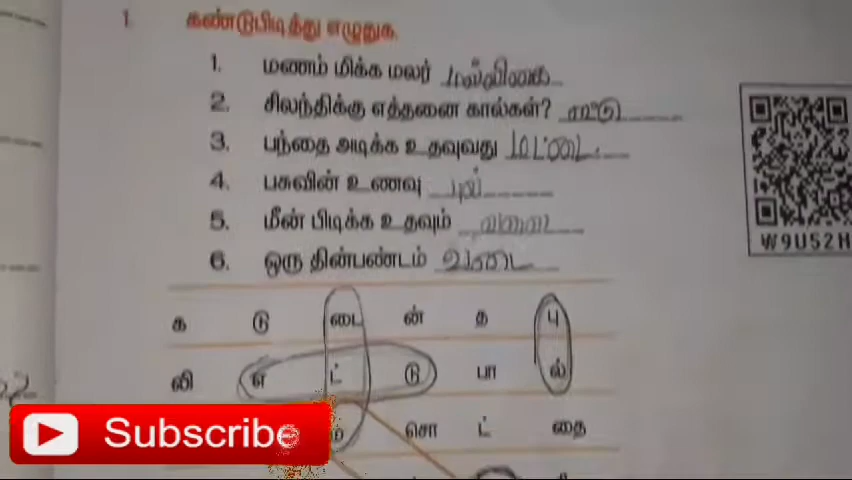 1. கண்டுபிடித்து எழுதுக.
1. மணம் மிக்க மலர் மல்லிகை
2. சிலந்திக்கு எத்தனை கால்கள்? எட்டு
3. பந்தை அடிக்க உதவுவது மட்டை
4. பசுவின் உணவு புல்
5. மீன் பிடிக்க உதவும் வலை
6. ஒரு தின்பண்டம் வடை
W9U52H
க டு டை ன் த பு
லி எ ட் டு பா ல்
ம சொ ட் தை
Subscribe